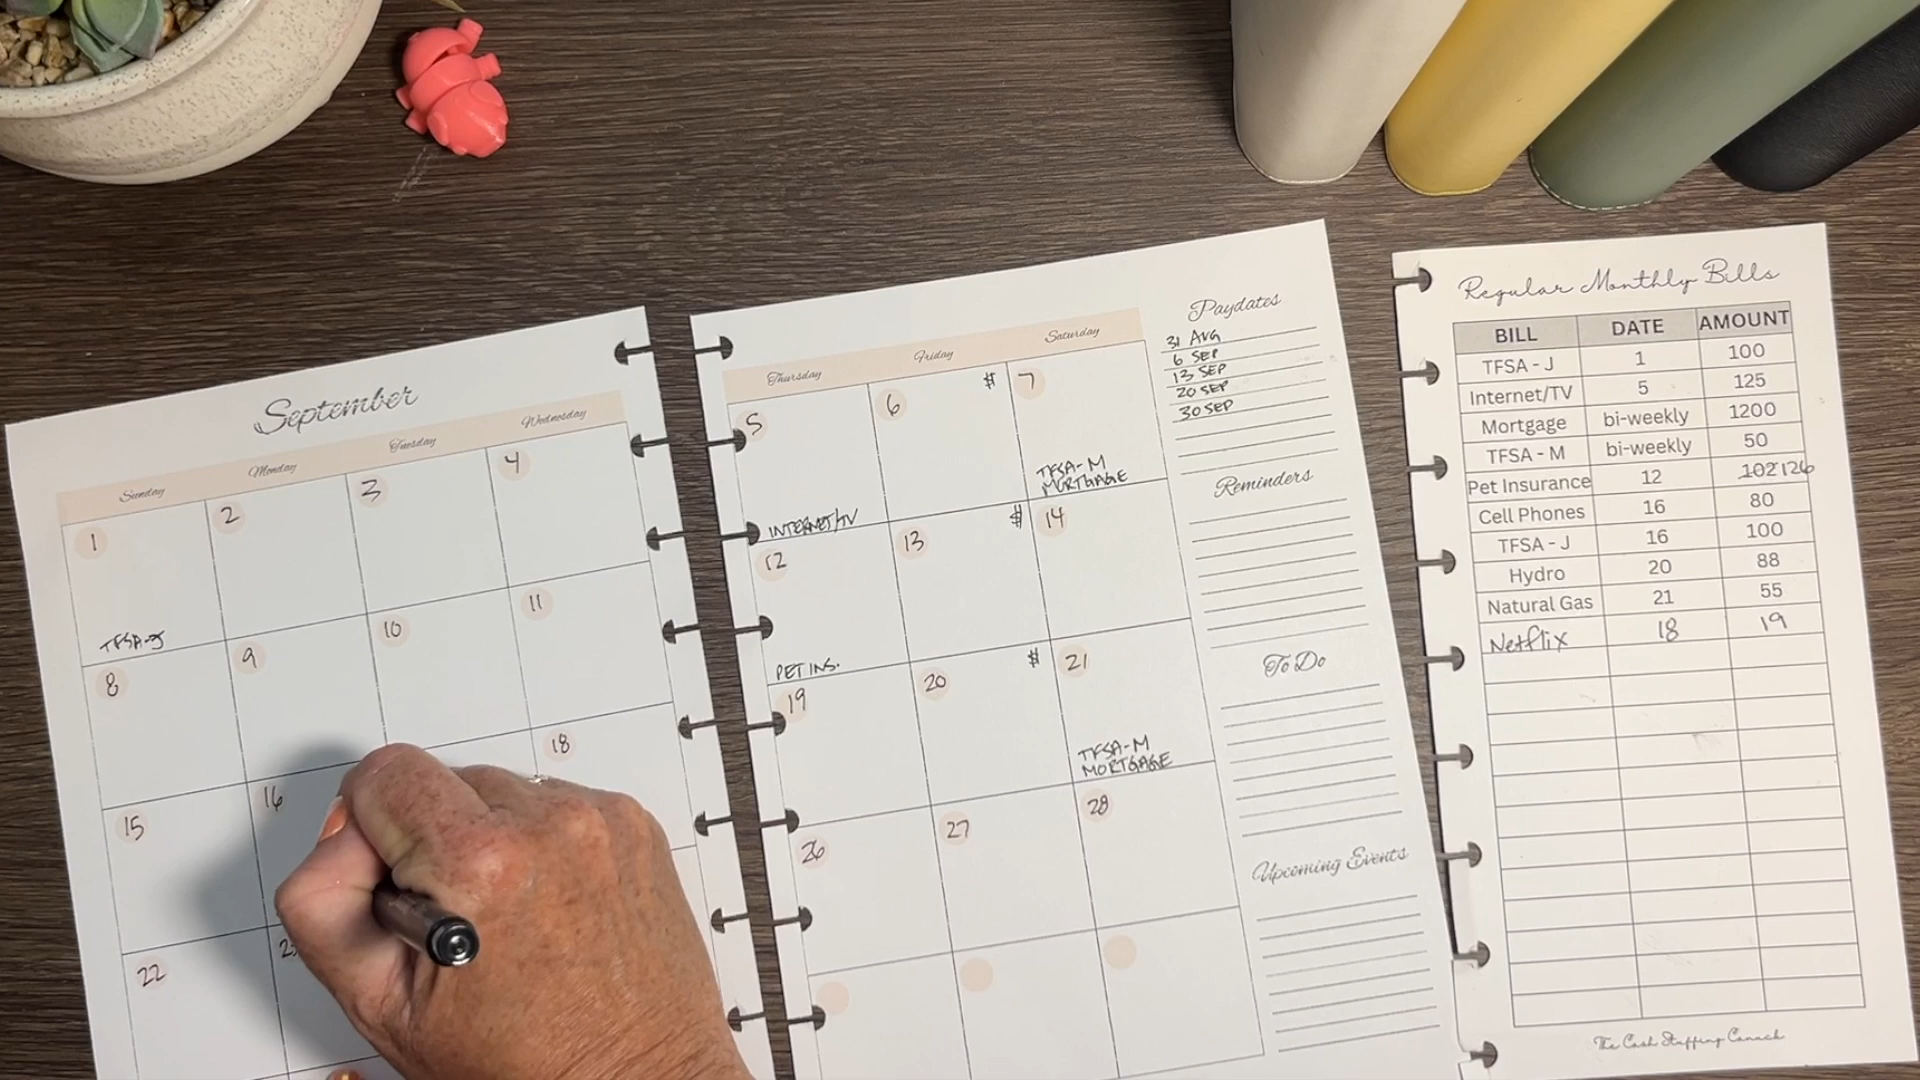 September
Sunday Monday Tuesday Wednesday
1 2 3 4
TFSA-J
8 9 10 11
15 16 18
22
Thursday Friday Saturday
5 6 $ 7
INTERNET/TV
TFSA-M
MORTGAGE
12 13 $ 14
PET INS.
19 20 $ 21
TFSA-M
MORTGAGE
26 27 28
Paydates
31 AUG
6 SEP
13 SEP
20 SEP
30 SEP
Reminders
To Do
Upcoming Events
Regular Monthly Bills
BILL DATE AMOUNT
TFSA - J 1 100
Internet/TV 5 125
Mortgage bi-weekly 1200
TFSA - M bi-weekly 50
Pet Insurance 12 102 126
Cell Phones 16 80
TFSA - J 16 100
Hydro 20 88
Natural Gas 21 55
Netflix 18 19
The Cash Stuffing Canuck